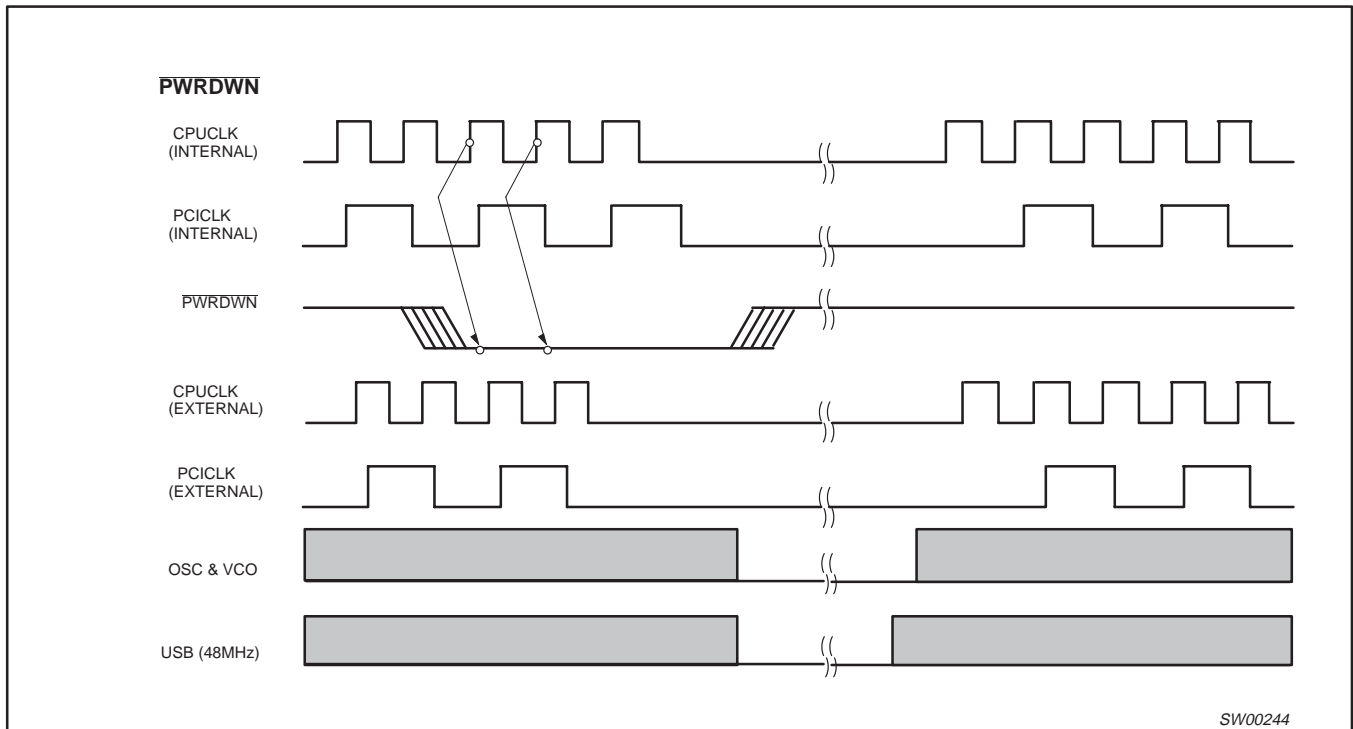 PWRDWN
CPUCLK
(INTERNAL)
PCICLK
(INTERNAL)
PWRDWN
CPUCLK
(EXTERNAL)
PCICLK
(EXTERNAL)
OSC & VCO
USB (48MHz)
SW00244